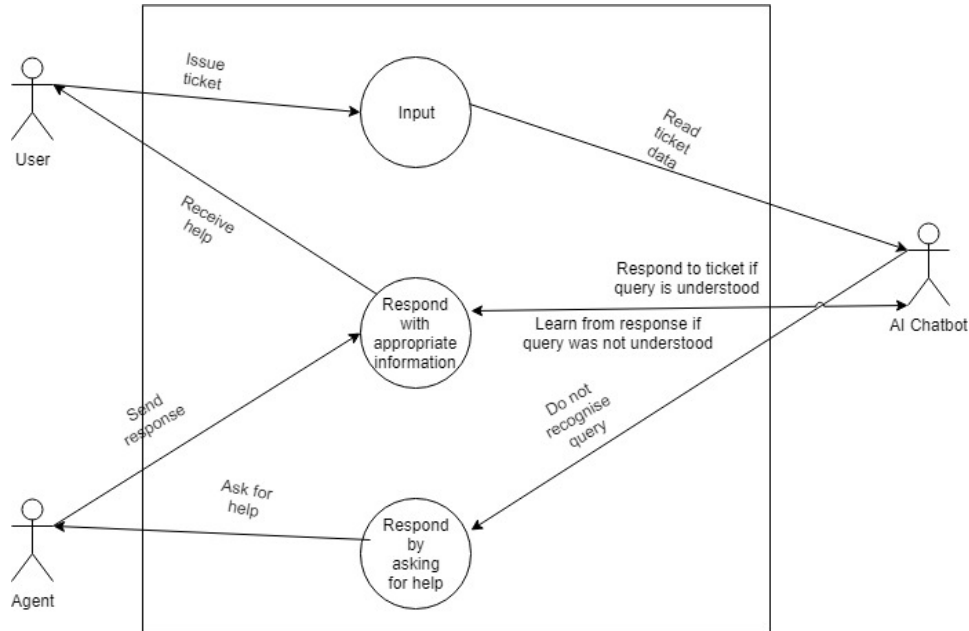 Issue
ticket
Input
Read
ticket
data
User
Receive
help
Respond to ticket if
query is understood
AI Chatbot
Respond
with
appropriate
information
Learn from response if
query was not understood
Send
response
Do not
recognise
query
Ask for
help
Respond
by
asking
for help
Agent